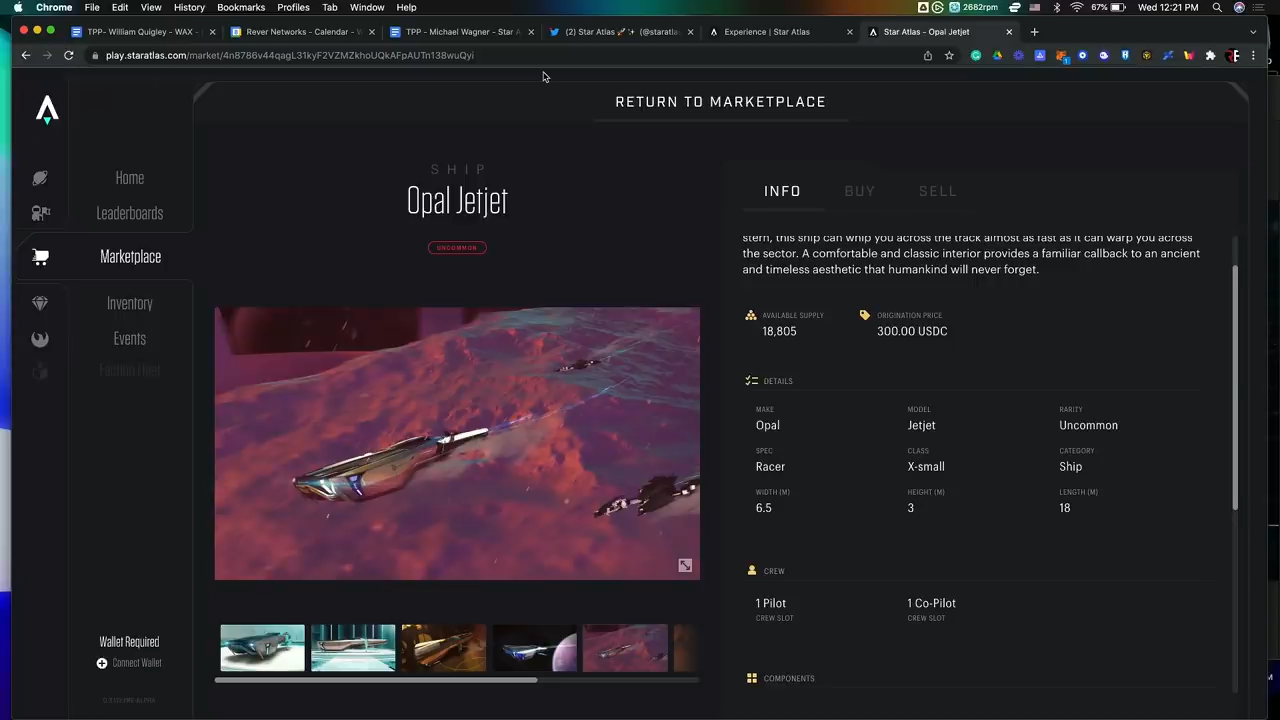 Chrome File Edit View History Bookmarks Profiles Tab Window Help 2682rpm 67% Wed 12:21 PM
TPP- William Quigley - WAX - Rever Networks - Calendar - W TPP - Michael Wagner - Star A (2) Star Atlas (@staratlas Experience | Star Atlas Star Atlas - Opal Jetjet
play.staratlas.com/market/4n8786v44qagL31kyF2VZMZkhoUQkAFpAUTn138wuQyi
RETURN TO MARKETPLACE
SHIP
Opal Jetjet
UNCOMMON
Home
Leaderboards
Marketplace
Inventory
Events
Faction Fleet
Wallet Required
Connect Wallet
INFO BUY SELL
stern, this ship can whip you across the track almost as fast as it can warp you across
the sector. A comfortable and classic interior provides a familiar callback to an ancient
and timeless aesthetic that humankind will never forget.
AVAILABLE SUPPLY ORIGINATION PRICE
18,805 300.00 USDC
DETAILS
MAKE MODEL RARITY
Opal Jetjet Uncommon
SPEC CLASS CATEGORY
Racer X-small Ship
WIDTH (M) HEIGHT (M) LENGTH (M)
6.5 3 18
CREW
1 Pilot 1 Co-Pilot
CREW SLOT CREW SLOT
COMPONENTS